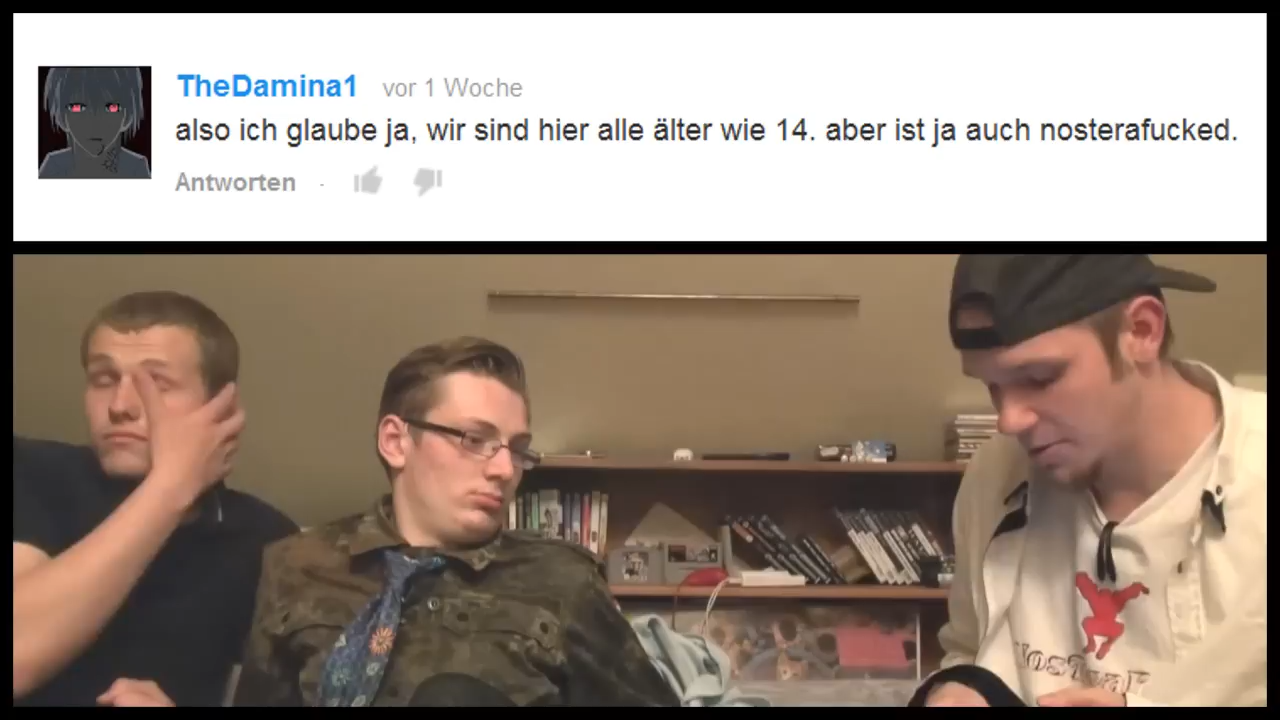 TheDamina1 vor 1 Woche
also ich glaube ja, wir sind hier alle älter wie 14. aber ist ja auch nosterafucked.
Antworten